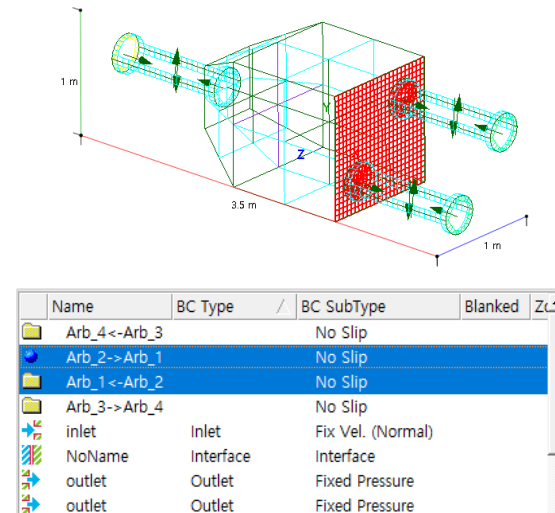 1 m
Y
Z
3.5 m
1 m
Name BC Type BC SubType Blanked
Arb_4<-Arb_3 No Slip
Arb_2->Arb_1 No Slip
Arb_1<-Arb_2 No Slip
Arb_3->Arb_4 No Slip
inlet Inlet Fix Vel. (Normal)
NoName Interface Interface
outlet Outlet Fixed Pressure
outlet Outlet Fixed Pressure